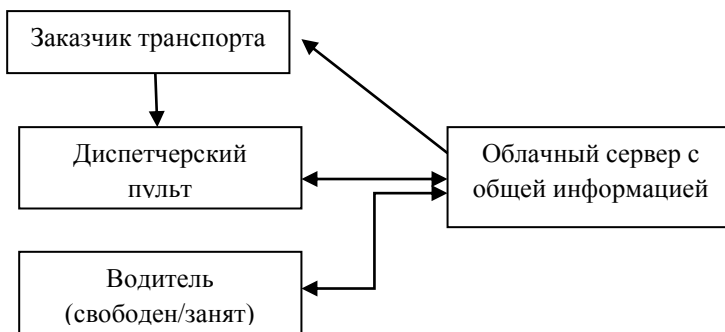 Заказчик транспорта
Диспетчерский
пульт
Облачный сервер с
общей информацией
Водитель
(свободен/занят)